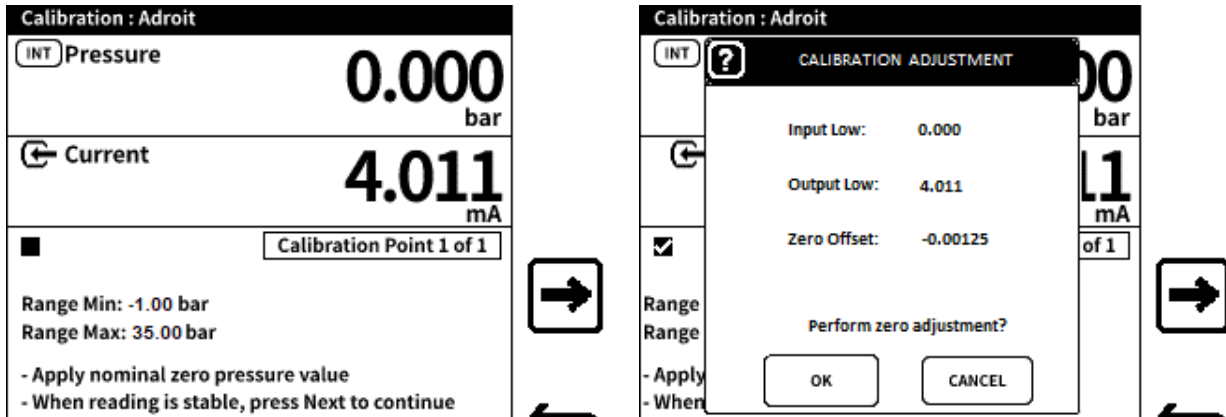 Calibration : Adroit
INT Pressure
0.000
bar
Current
4.011
mA
Calibration Point 1 of 1
Range Min: -1.00 bar
Range Max: 35.00 bar
- Apply nominal zero pressure value
- When reading is stable, press Next to continue
Calibration : Adroit
INT
? CALIBRATION ADJUSTMENT
00
bar
Input Low: 0.000
Output Low: 4.011
11
mA
Zero Offset: -0.00125
of 1
Range
Range
Perform zero adjustment?
- Apply
- When
OK CANCEL